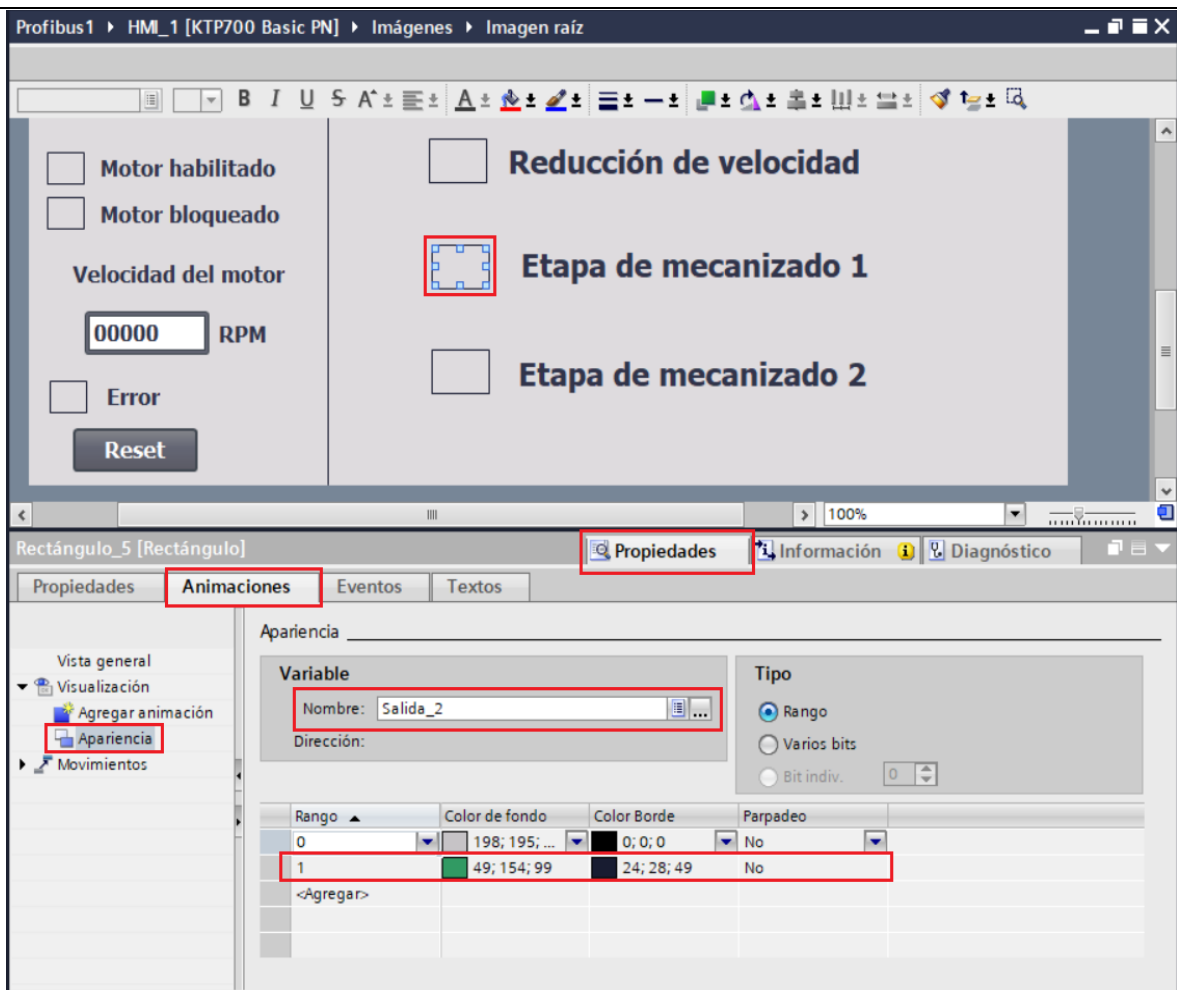 Profibus1 ▸ HMI_1 [KTP700 Basic PN] ▸ Imágenes ▸ Imagen raíz
B I U S A A
Motor habilitado
Motor bloqueado
Velocidad del motor
00000 RPM
Error
Reset
Reducción de velocidad
Etapa de mecanizado 1
Etapa de mecanizado 2
100%
Rectángulo_5 [Rectángulo]
Propiedades Información Diagnóstico
Propiedades Animaciones Eventos Textos
Vista general
Visualización
Agregar animación
Apariencia
Movimientos
Apariencia
Variable
Nombre: Salida_2 ...
Dirección:
Tipo
Rango
Varios bits
Bit indiv. 0
Rango Color de fondo Color Borde Parpadeo
0 198; 195; ... 0; 0; 0 No
1 49; 154; 99 24; 28; 49 No
<Agregar>